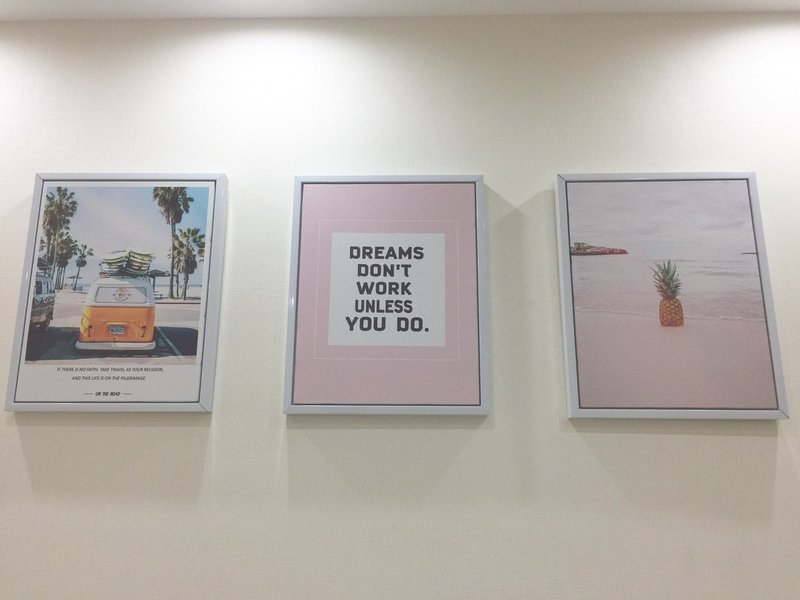 IF THERE IS NO FAITH, TAKE TRAVEL AS YOUR RELIGION,
AND THIS LIFE IS ON THE PILGRIMAGE.
ON THE ROAD
DREAMS
DON'T
WORK
UNLESS
YOU DO.